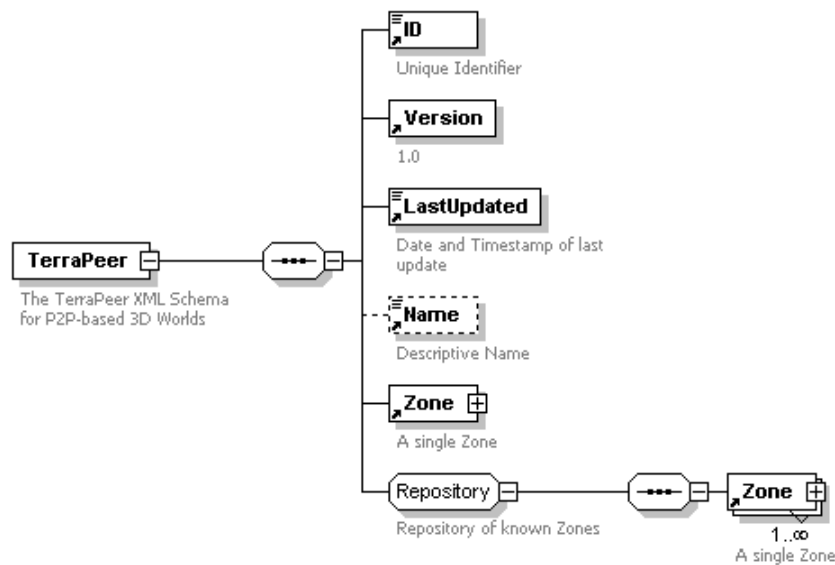 ID
Unique Identifier
Version
1.0
LastUpdated
Date and Timestamp of last
update
TerraPeer
The TerraPeer XML Schema
for P2P-based 3D Worlds
Name
Descriptive Name
Zone
A single Zone
Repository
Repository of known Zones
Zone
1..∞
A single Zone